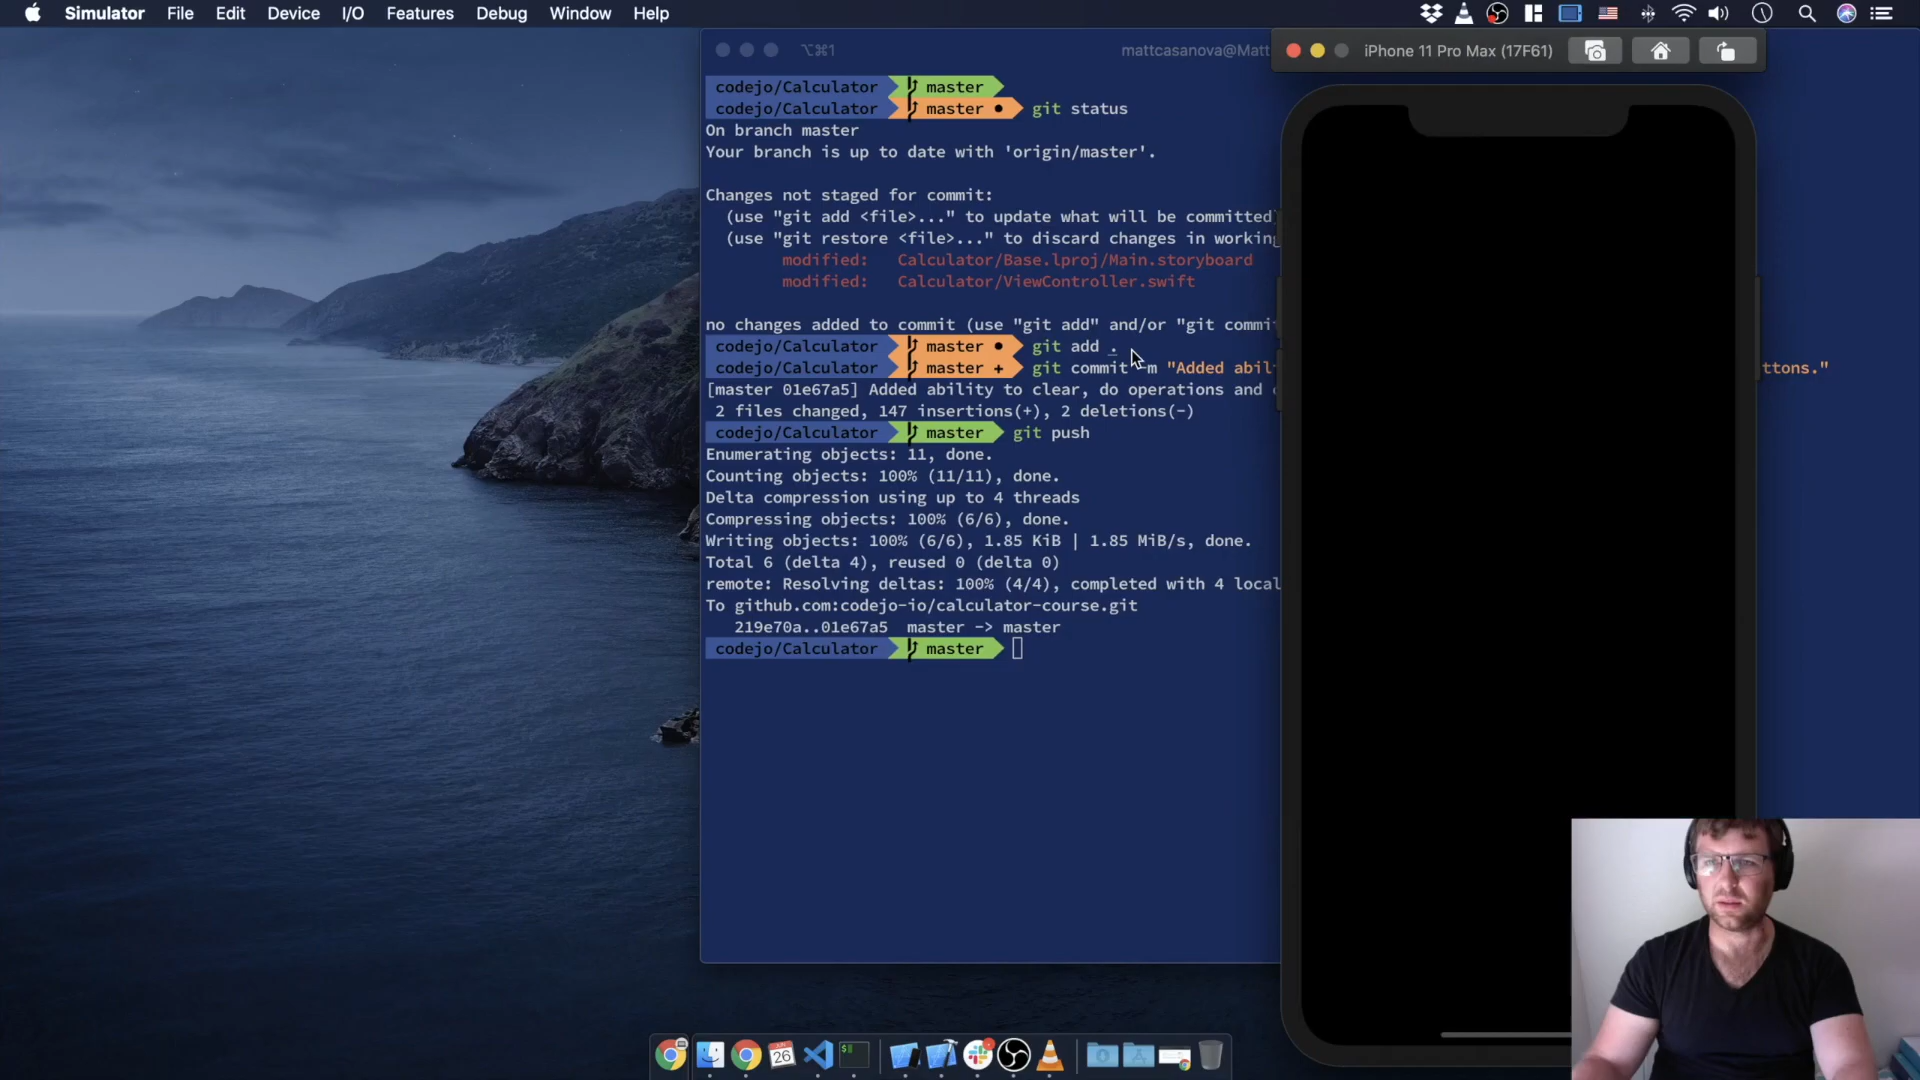 Simulator File Edit Device I/O Features Debug Window Help
⌥⌘1 mattcasanova@Matt
iPhone 11 Pro Max (17F61)
codejo/Calculator master
codejo/Calculator master ● git status
On branch master
Your branch is up to date with 'origin/master'.
Changes not staged for commit:
(use "git add <file>..." to update what will be committed)
(use "git restore <file>..." to discard changes in working
modified: Calculator/Base.lproj/Main.storyboard
modified: Calculator/ViewController.swift
no changes added to commit (use "git add" and/or "git commit
codejo/Calculator master ● git add .
codejo/Calculator master + git commit -m "Added abil ttons."
[master 01e67a5] Added ability to clear, do operations and
2 files changed, 147 insertions(+), 2 deletions(-)
codejo/Calculator master git push
Enumerating objects: 11, done.
Counting objects: 100% (11/11), done.
Delta compression using up to 4 threads
Compressing objects: 100% (6/6), done.
Writing objects: 100% (6/6), 1.85 KiB | 1.85 MiB/s, done.
Total 6 (delta 4), reused 0 (delta 0)
remote: Resolving deltas: 100% (4/4), completed with 4 local
To github.com:codejo-io/calculator-course.git
219e70a..01e67a5 master -> master
codejo/Calculator master
26